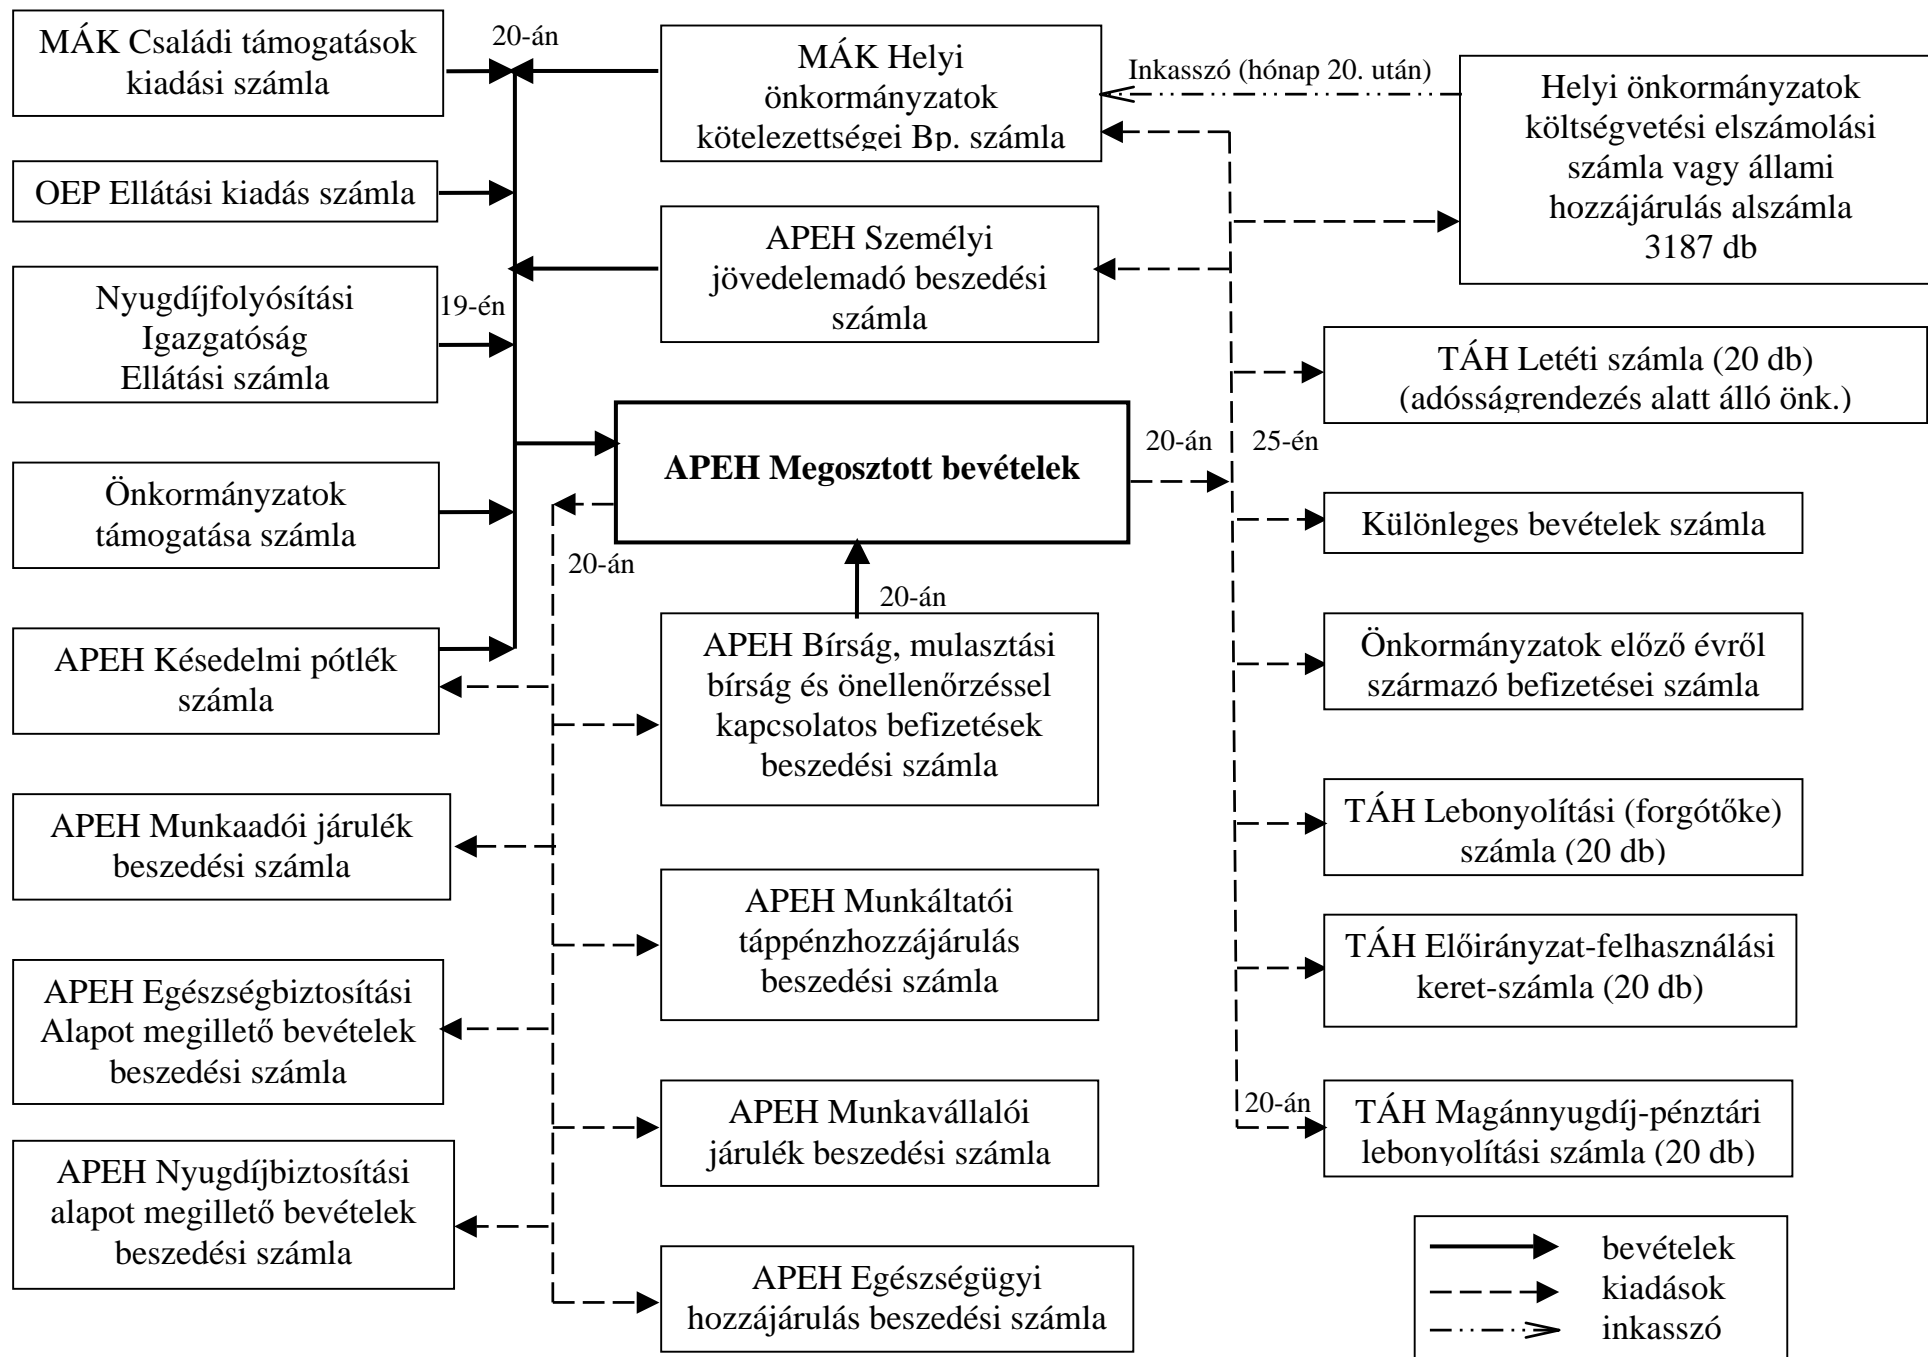 MÁK Családi támogatások
kiadási számla
20-án
MÁK Helyi
önkormányzatok
kötelezettségei Bp. számla
Inkasszó (hónap 20. után)
Helyi önkormányzatok
költségvetési elszámolási
számla vagy állami
hozzájárulás alszámla
3187 db
OEP Ellátási kiadás számla
APEH Személyi
jövedelemadó beszedési
számla
Nyugdíjfolyósítási
Igazgatóság
Ellátási számla
19-én
TÁH Letéti számla (20 db)
(adósságrendezés alatt álló önk.)
APEH Megosztott bevételek
20-án
25-én
Önkormányzatok
támogatása számla
Különleges bevételek számla
20-án
20-án
APEH Késedelmi pótlék
számla
APEH Bírság, mulasztási
bírság és önellenőrzéssel
kapcsolatos befizetések
beszedési számla
Önkormányzatok előző évről
származó befizetései számla
APEH Munkaadói járulék
beszedési számla
TÁH Lebonyolítási (forgótőke)
számla (20 db)
APEH Munkáltatói
táppénzhozzájárulás
beszedési számla
TÁH Előirányzat-felhasználási
keret-számla (20 db)
APEH Egészségbiztosítási
Alapot megillető bevételek
beszedési számla
APEH Munkavállalói
járulék beszedési számla
20-án
TÁH Magánnyugdíj-pénztári
lebonyolítási számla (20 db)
APEH Nyugdíjbiztosítási
alapot megillető bevételek
beszedési számla
APEH Egészségügyi
hozzájárulás beszedési számla
bevételek
kiadások
inkasszó